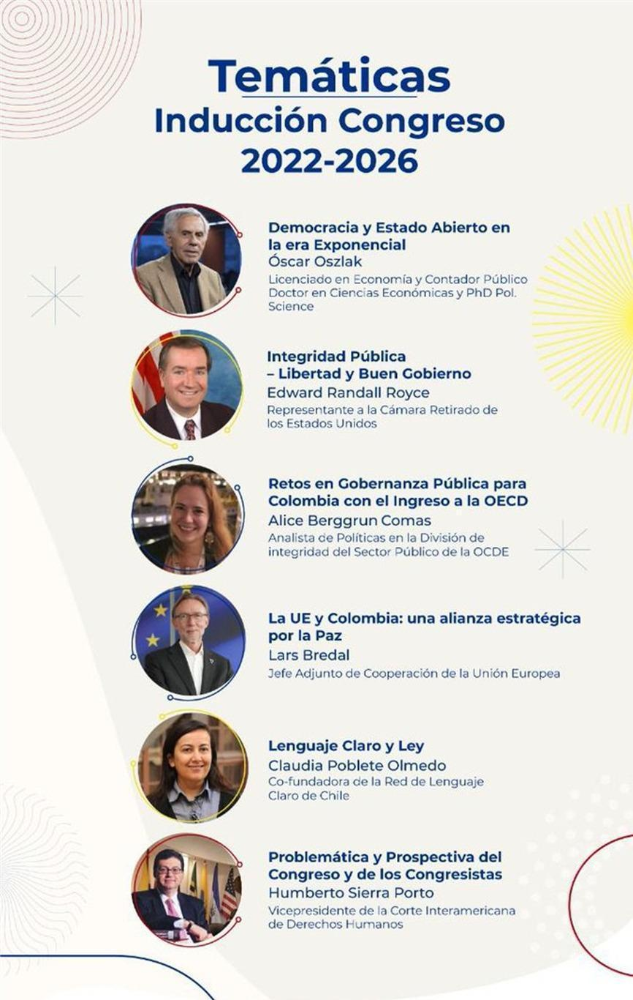 Temáticas
Inducción Congreso
2022-2026
Democracia y Estado Abierto en
la era Exponencial
Óscar Oszlak
Licenciado en Economía y Contador Público
Doctor en Ciencias Económicas y PhD Pol.
Science
Integridad Pública
– Libertad y Buen Gobierno
Edward Randall Royce
Representante a la Cámara Retirado de
los Estados Unidos
Retos en Gobernanza Pública para
Colombia con el Ingreso a la OECD
Alice Berggrun Comas
Analista de Políticas en la División de
integridad del Sector Público de la OCDE
La UE y Colombia: una alianza estratégica
por la Paz
Lars Bredal
Jefe Adjunto de Cooperación de la Unión Europea
Lenguaje Claro y Ley
Claudia Poblete Olmedo
Co-fundadora de la Red de Lenguaje
Claro de Chile
Problemática y Prospectiva del
Congreso y de los Congresistas
Humberto Sierra Porto
Vicepresidente de la Corte Interamericana
de Derechos Humanos